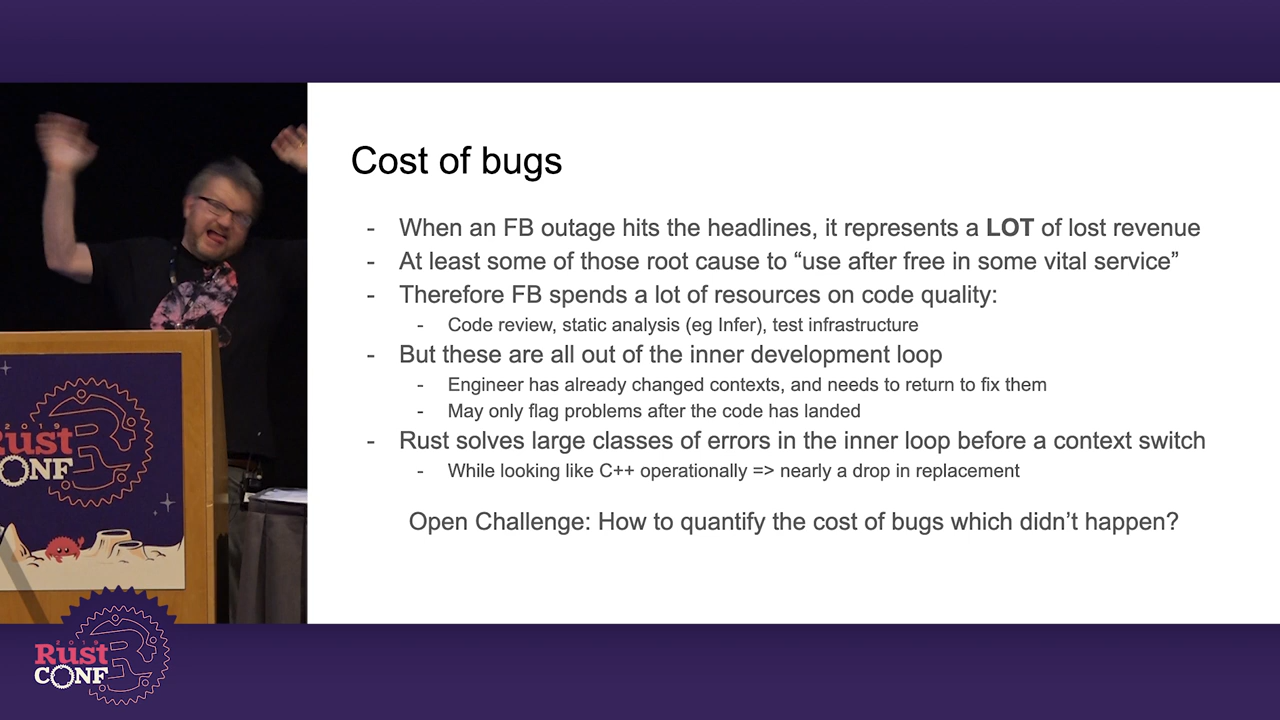 Cost of bugs
- When an FB outage hits the headlines, it represents a LOT of lost revenue
- At least some of those root cause to “use after free in some vital service”
- Therefore FB spends a lot of resources on code quality:
- Code review, static analysis (eg Infer), test infrastructure
- But these are all out of the inner development loop
- Engineer has already changed contexts, and needs to return to fix them
- May only flag problems after the code has landed
- Rust solves large classes of errors in the inner loop before a context switch
- While looking like C++ operationally => nearly a drop in replacement
Open Challenge: How to quantify the cost of bugs which didn’t happen?
2019
Rust
CONF
R
2019
Rust
CONF
R